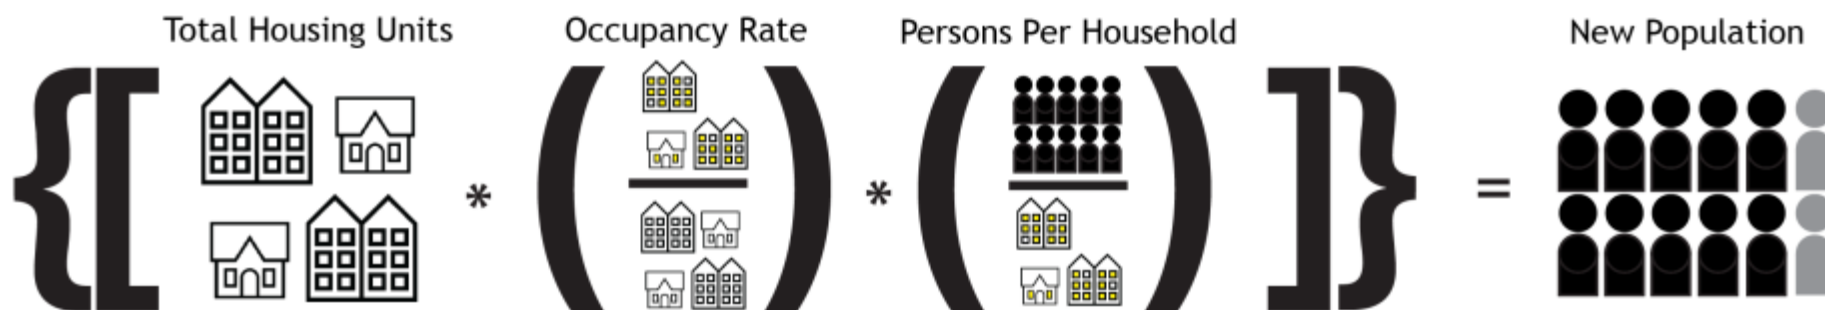 Total Housing Units Occupancy Rate Persons Per Household New Population
{[ * ( ) * ( ) ]} =